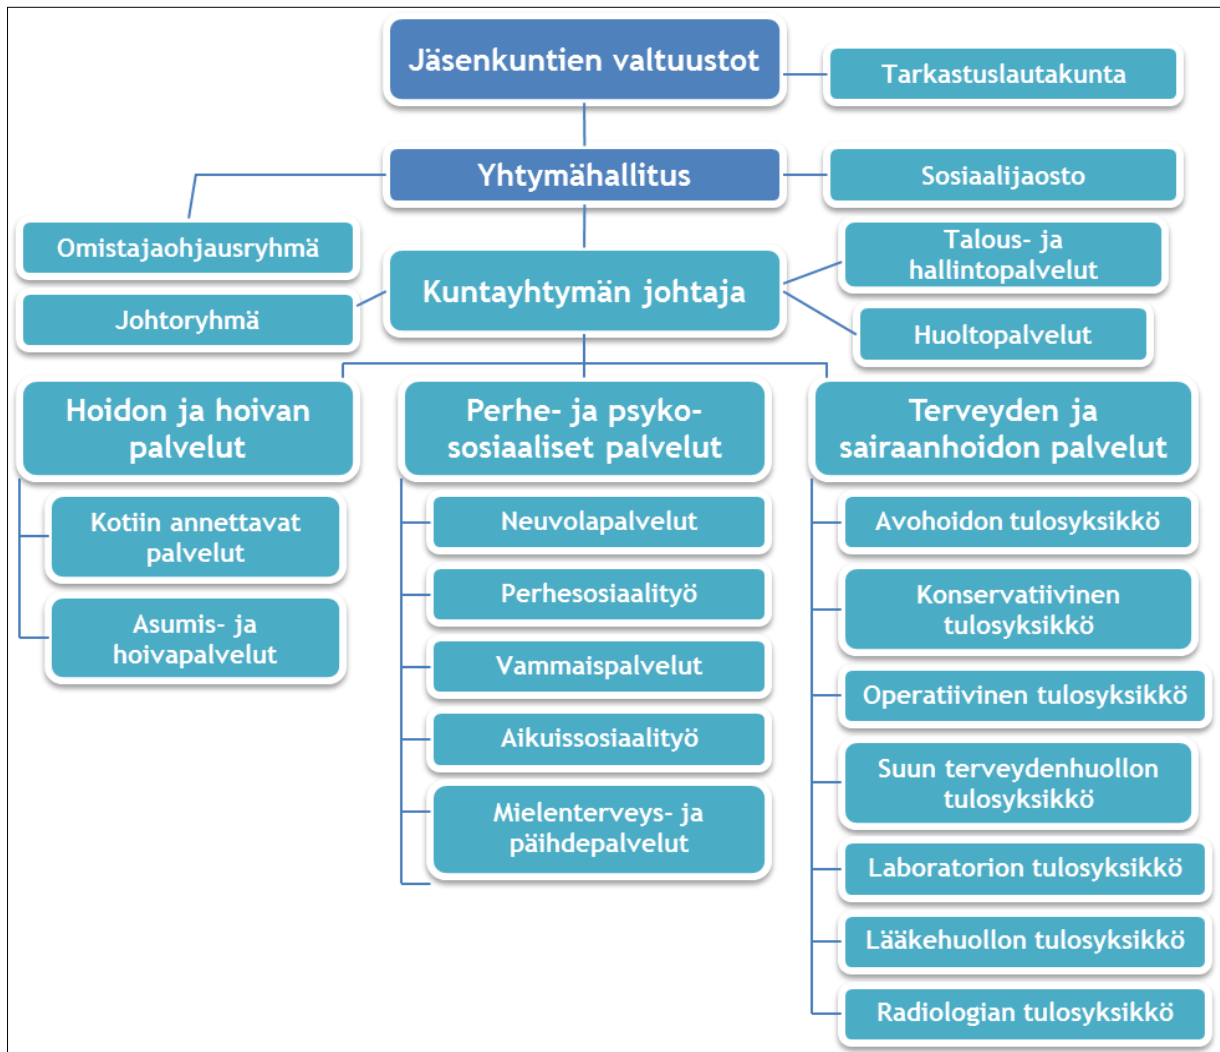 Jäsenkuntien valtuustot
Tarkastuslautakunta
Yhtymähallitus
Sosiaalijaosto
Omistajaohjausryhmä
Johtoryhmä
Kuntayhtymän johtaja
Talous- ja
hallintopalvelut
Huoltopalvelut
Hoidon ja hoivan
palvelut
Kotiin annettavat
palvelut
Asumis- ja
hoivapalvelut
Perhe- ja psyko-
sosiaaliset palvelut
Neuvolapalvelut
Perhesosiaalityö
Vammaispalvelut
Aikuissosiaalityö
Mielenterveys- ja
päihdepalvelut
Terveyden ja
sairaanhoidon palvelut
Avohoidon tulosyksikkö
Konservatiivinen
tulosyksikkö
Operatiivinen tulosyksikkö
Suun terveydenhuollon
tulosyksikkö
Laboratorion tulosyksikkö
Lääkehuollon tulosyksikkö
Radiologian tulosyksikkö